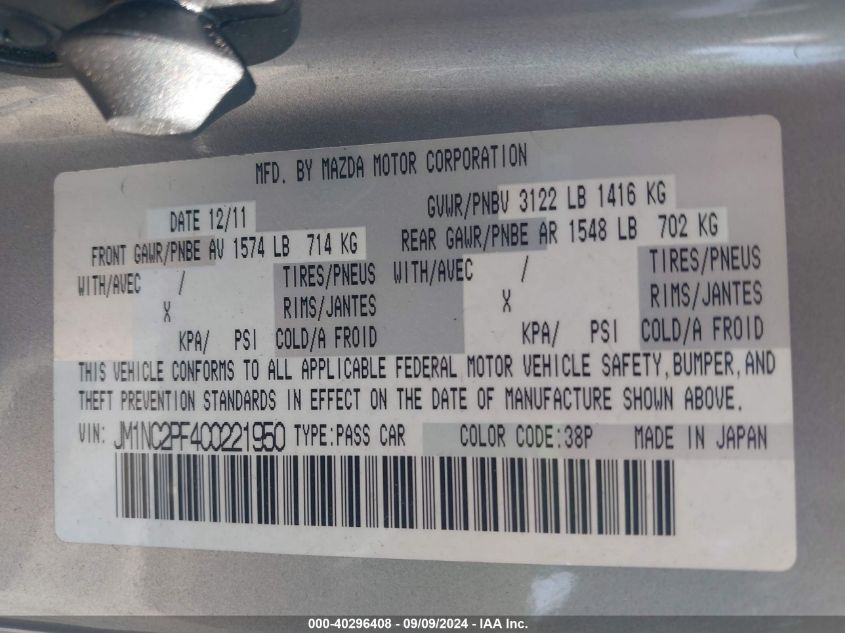 MFD. BY MAZDA MOTOR CORPORATION
DATE 12/11 GVWR/PNBV 3122 LB 1416 KG
FRONT GAWR/PNBE AV 1574 LB 714 KG REAR GAWR/PNBE AR 1548 LB 702 KG
WITH/AVEC / TIRES/PNEUS WITH/AVEC / TIRES/PNEUS
X RIMS/JANTES X RIMS/JANTES
KPA/ PSI COLD/A FROID KPA/ PSI COLD/A FROID
THIS VEHICLE CONFORMS TO ALL APPLICABLE FEDERAL MOTOR VEHICLE SAFETY, BUMPER, AND
THEFT PREVENTION STANDARDS IN EFFECT ON THE DATE OF MANUFACTURE SHOWN ABOVE.
VIN: JM1NC2PF4C0221950 TYPE:PASS CAR COLOR CODE:38P MADE IN JAPAN
000-40296408 - 09/09/2024 - IAA Inc.